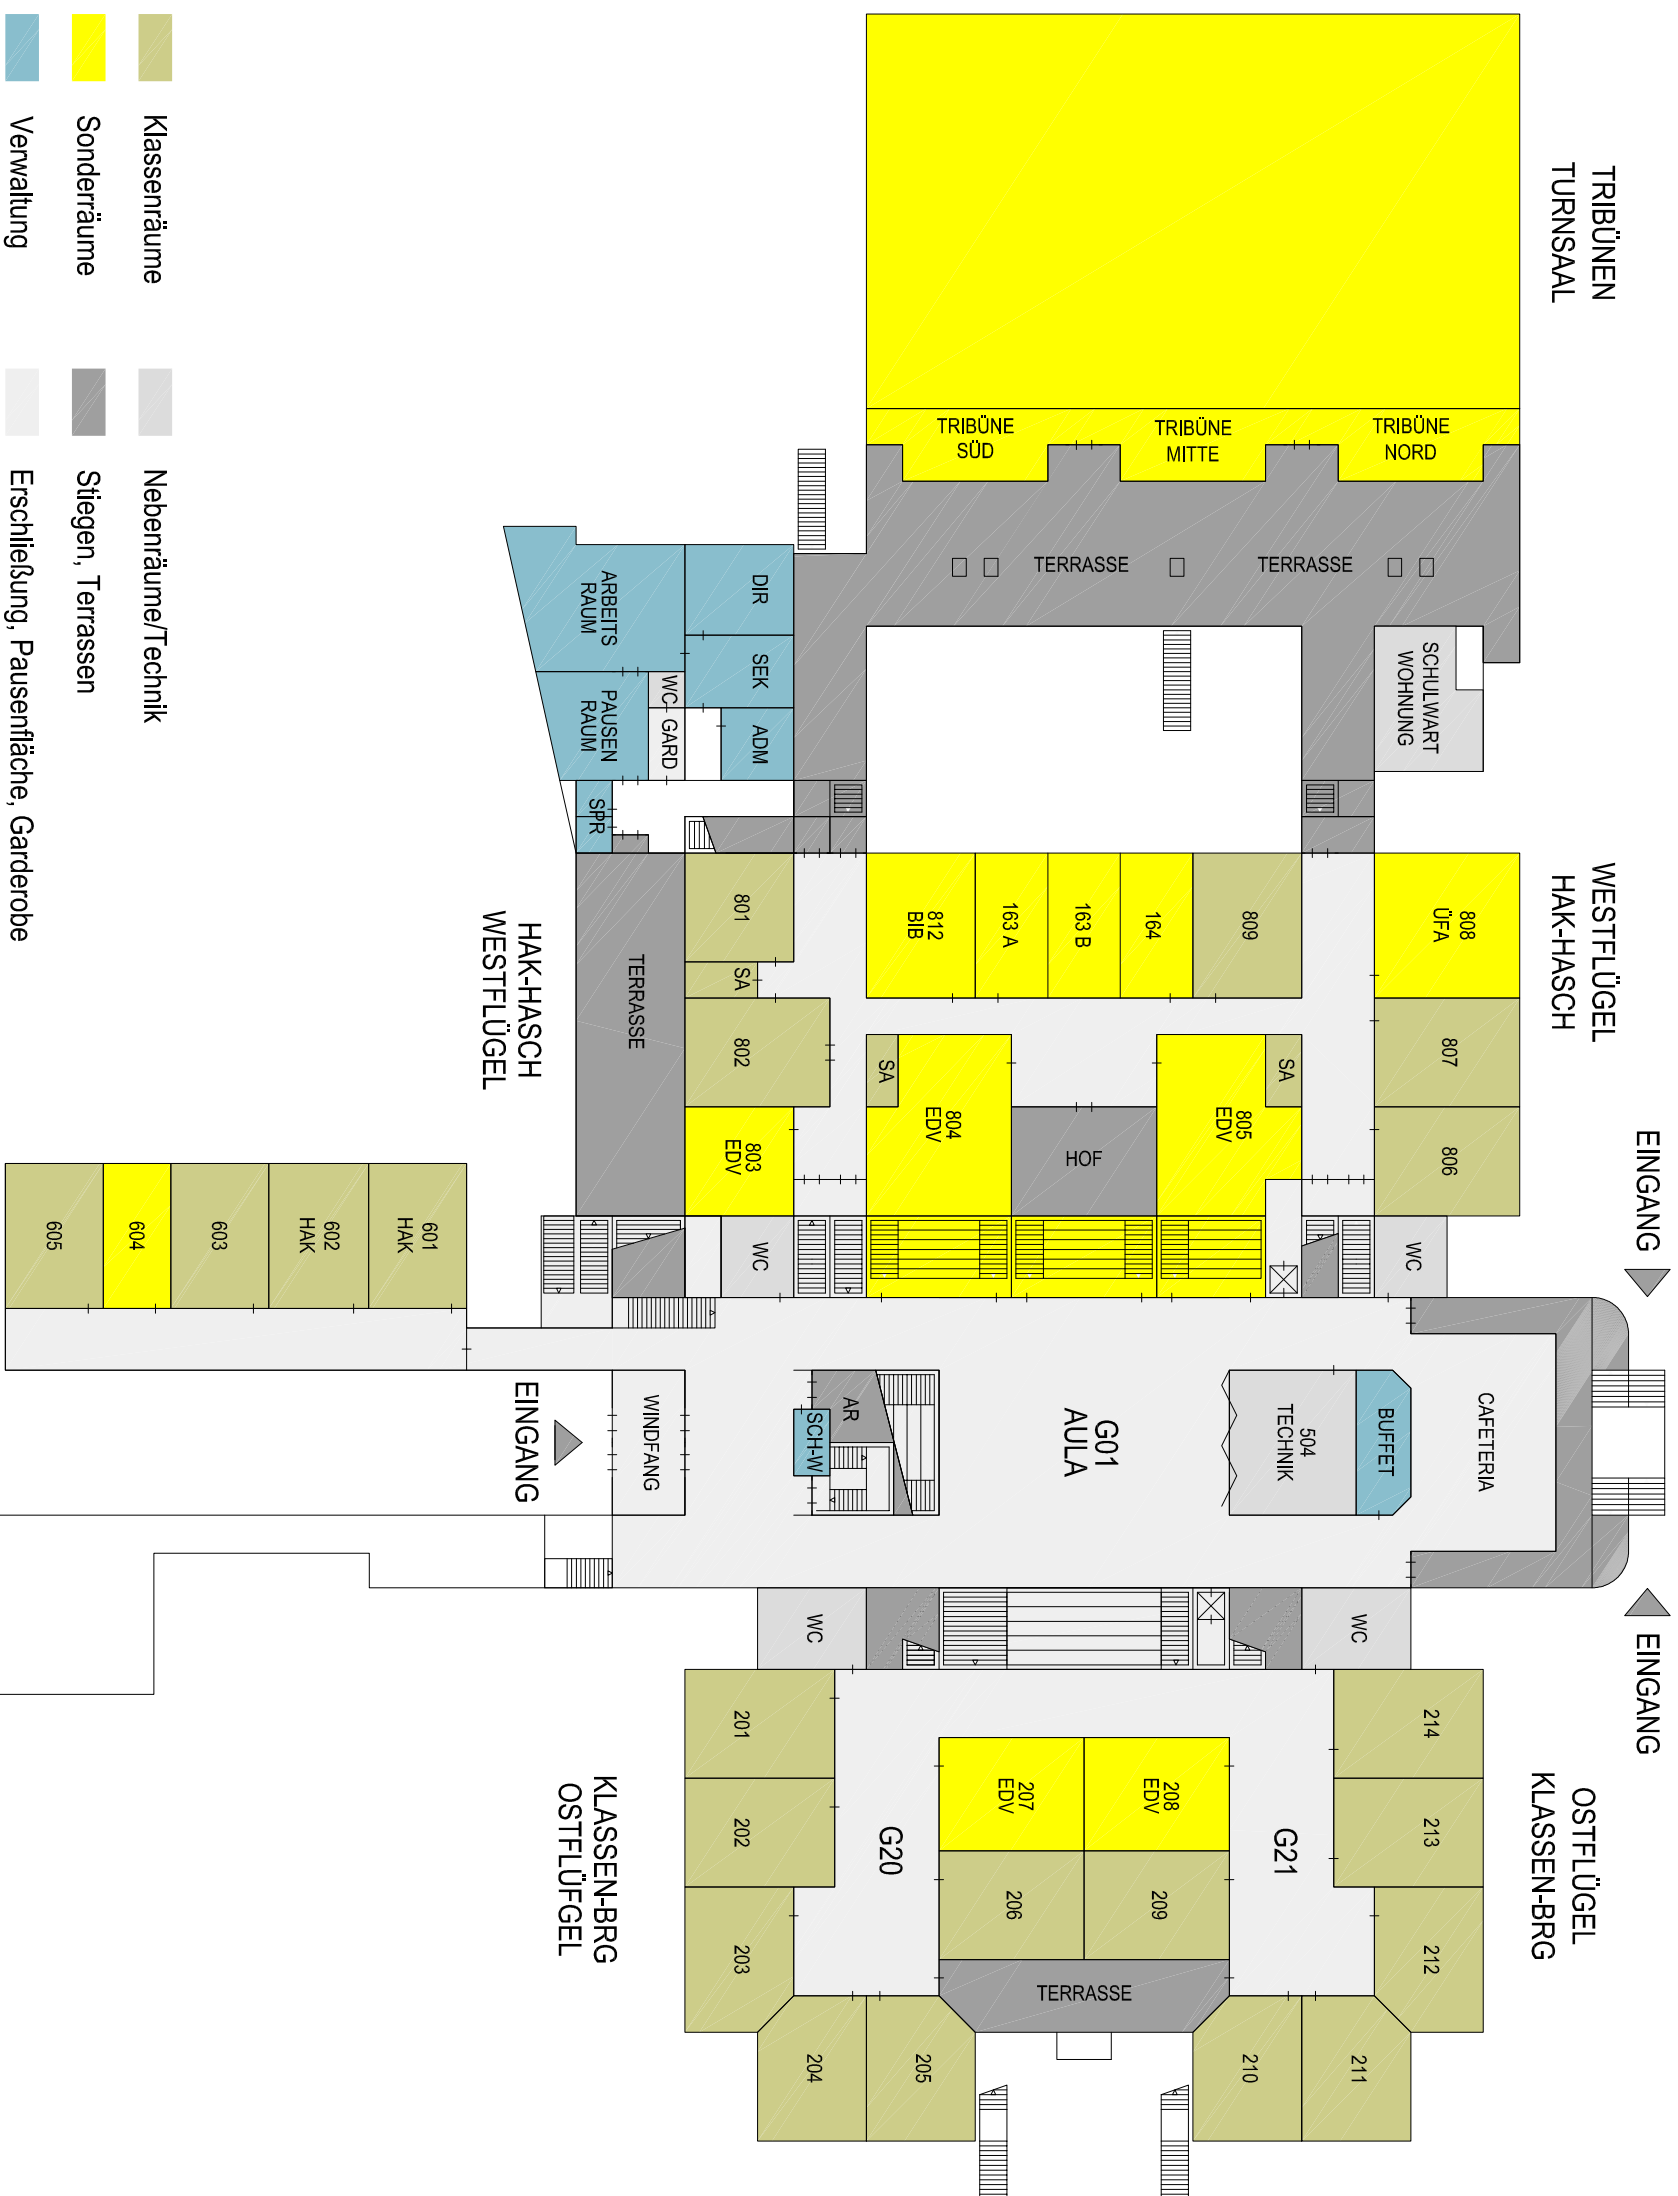 TRIBÜNEN
TURNSAAL
WESTFLÜGEL
HAK-HASCH
EINGANG
EINGANG
OSTFLÜGEL
KLASSEN-BRG
TRIBÜNE
NORD
TRIBÜNE
MITTE
TRIBÜNE
SÜD
TERRASSE
TERRASSE
SCHULWART
WOHNUNG
808
ÜFA
807
806
WC
809
164
163 B
163 A
812
BIB
SA
805
EDV
HOF
804
EDV
SA
CAFETERIA
BUFFET
504
TECHNIK
G01
AULA
AR
SCH-W
WINDFANG
EINGANG
WC
214
213
212
211
210
G21
208
EDV
207
EDV
209
206
TERRASSE
G20
WC
201
202
203
204
205
KLASSEN-BRG
OSTFLÜFGEL
DIR
SEK
ADM
ARBEITS
RAUM
WC
GARD
PAUSEN
RAUM
SPR
801
SA
802
803
EDV
WC
TERRASSE
HAK-HASCH
WESTFLÜGEL
601
HAK
602
HAK
603
604
605
Klassenräume
Nebenräume/Technik
Sonderräume
Stiegen, Terrassen
Verwaltung
Erschließung, Pausenfläche, Garderobe